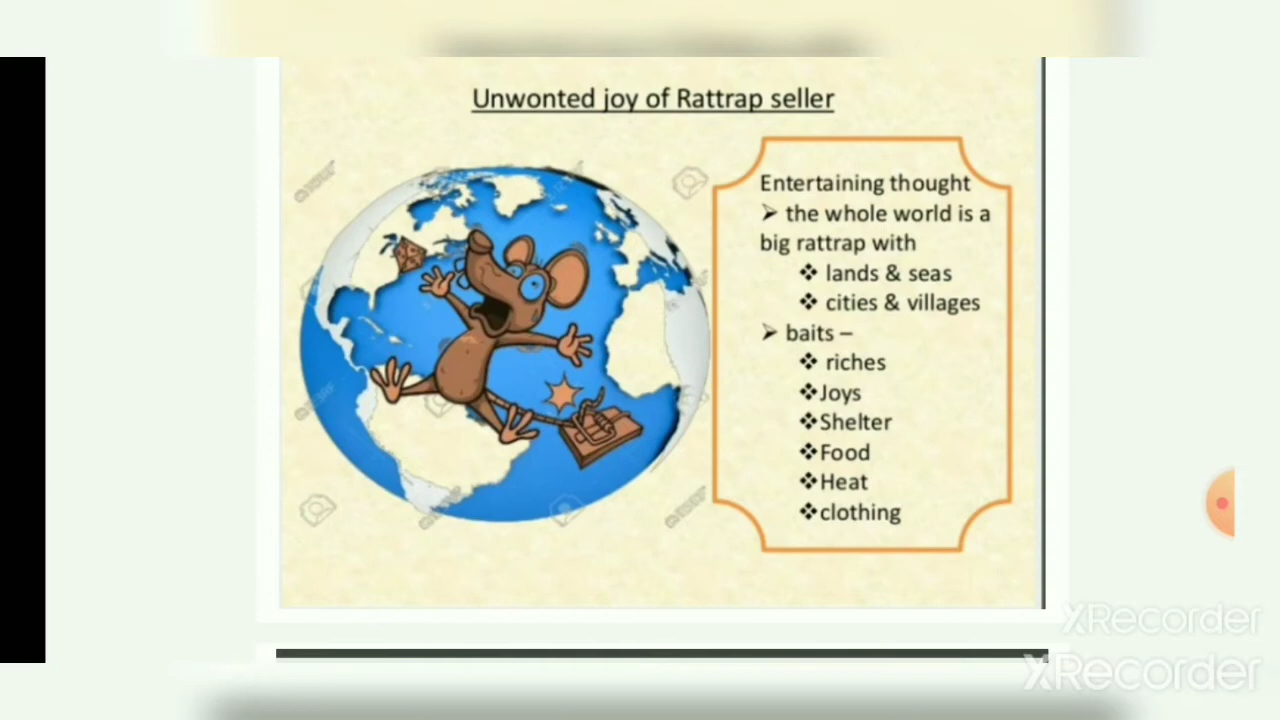 Unwonted joy of Rattrap seller
Entertaining thought
➢ the whole world is a
big rattrap with
❖ lands & seas
❖ cities & villages
➢ baits –
❖ riches
❖Joys
❖Shelter
❖Food
❖Heat
❖clothing
XRecorder
XRecorder